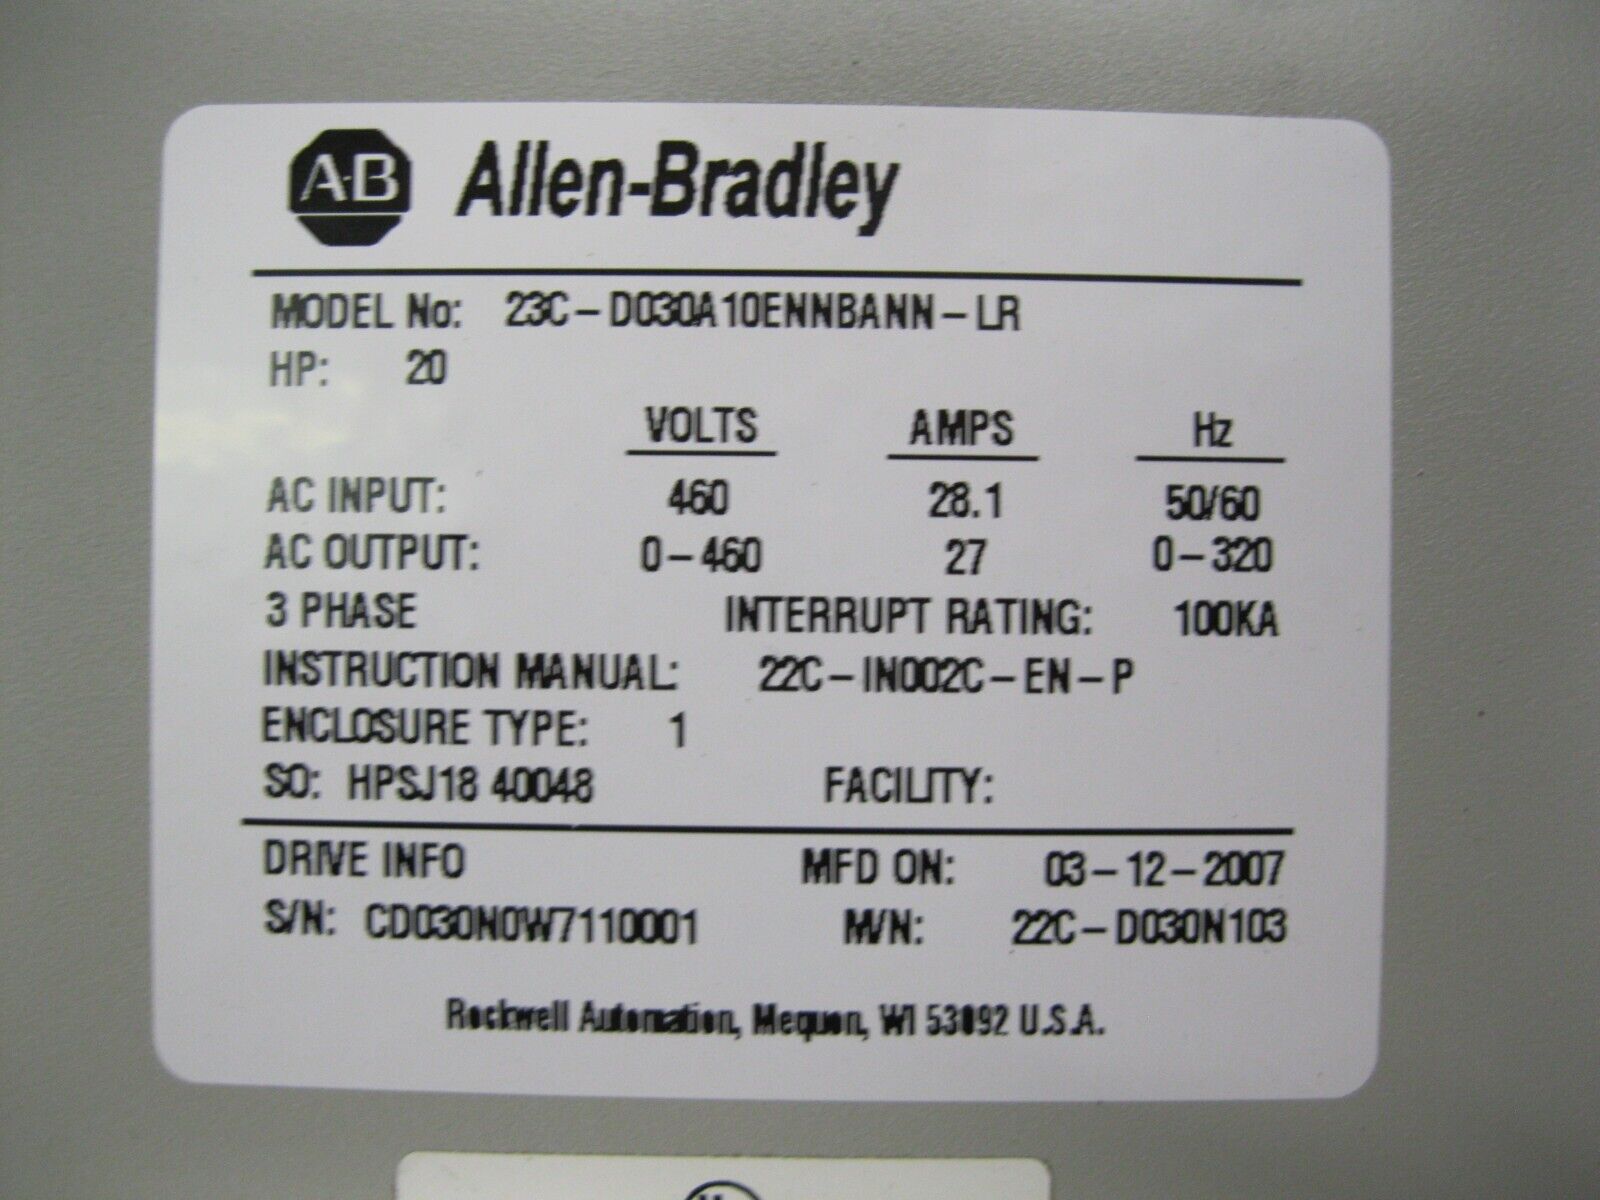 A-B Allen-Bradley
MODEL No: 23C-D030A10ENNBANN-LR
HP: 20
VOLTS AMPS Hz
AC INPUT: 460 28.1 50/60
AC OUTPUT: 0-460 27 0-320
3 PHASE INTERRUPT RATING: 100KA
INSTRUCTION MANUAL: 22C-IN002C-EN-P
ENCLOSURE TYPE: 1
SO: HPSJ18 40048 FACILITY:
DRIVE INFO MFD ON: 03-12-2007
S/N: CD030N0W7110001 M/N: 22C-D030N103
Rockwell Automation, Mequon, WI 53092 U.S.A.